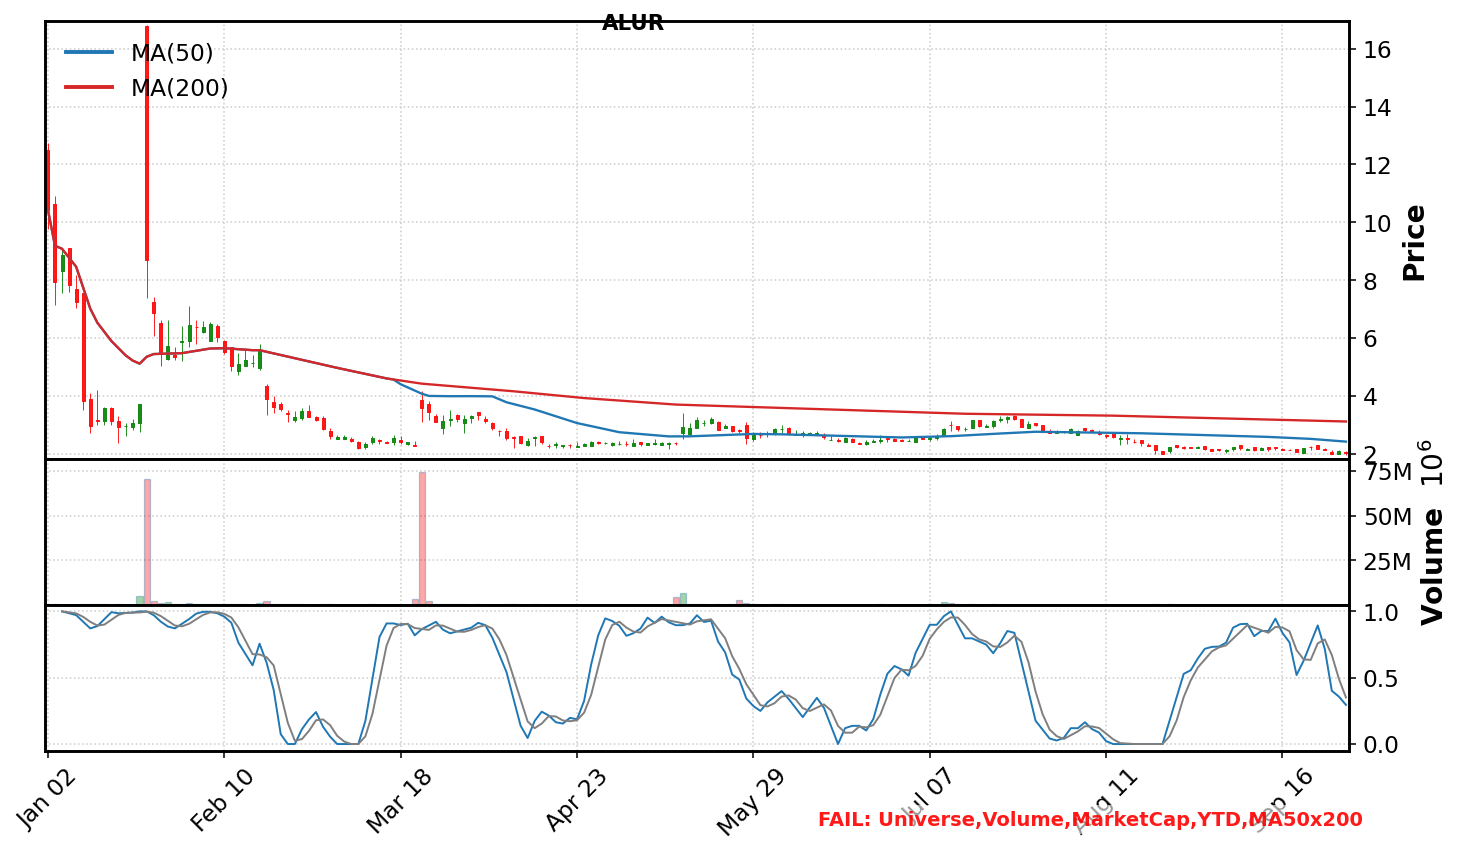 ALUR
MA(50)
MA(200)
16
14
12
10
8
6
4
2
Price
75M
50M
25M
Volume 10^6
1.0
0.5
0.0
Jan 02
Feb 10
Mar 18
Apr 23
May 29
Jul 07
Aug 11
Sep 16
FAIL: Universe,Volume,MarketCap,YTD,MA50x200